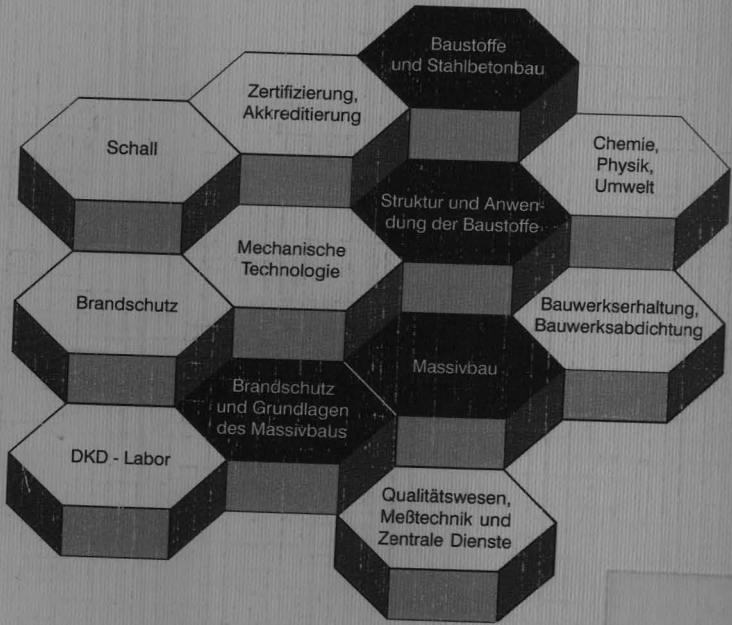 Baustoffe
und Stahlbetonbau
Zertifizierung,
Akkreditierung
Schall
Chemie,
Physik,
Umwelt
Struktur und Anwen-
dung der Baustoffe
Mechanische
Technologie
Brandschutz
Bauwerkserhaltung,
Bauwerksabdichtung
Massivbau
Brandschutz
und Grundlagen
des Massivbaus
DKD - Labor
Qualitätswesen,
Meßtechnik und
Zentrale Dienste